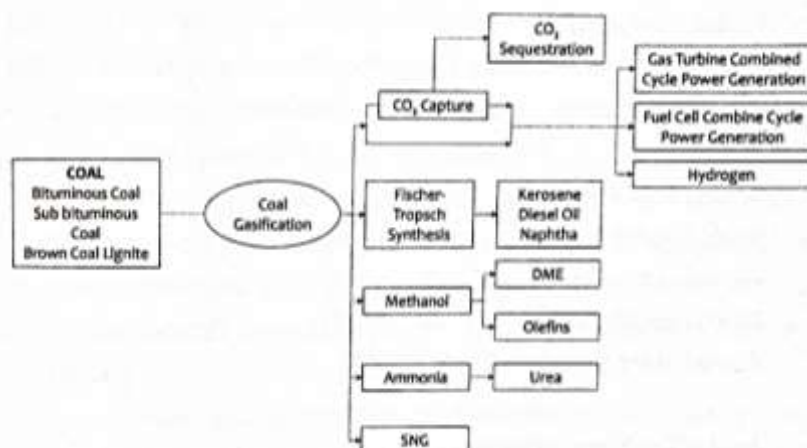 CO₂
Sequestration
Gas Turbine Combined
Cycle Power Generation
CO₂ Capture
Fuel Cell Combine Cycle
Power Generation
Hydrogen
COAL
Bituminous Coal
Sub bituminous
Coal
Brown Coal Lignite
Coal
Gasification
Fischer-
Tropsch
Synthesis
Kerosene
Diesel Oil
Naphtha
Methanol
DME
Olefins
Ammonia
Urea
SNG